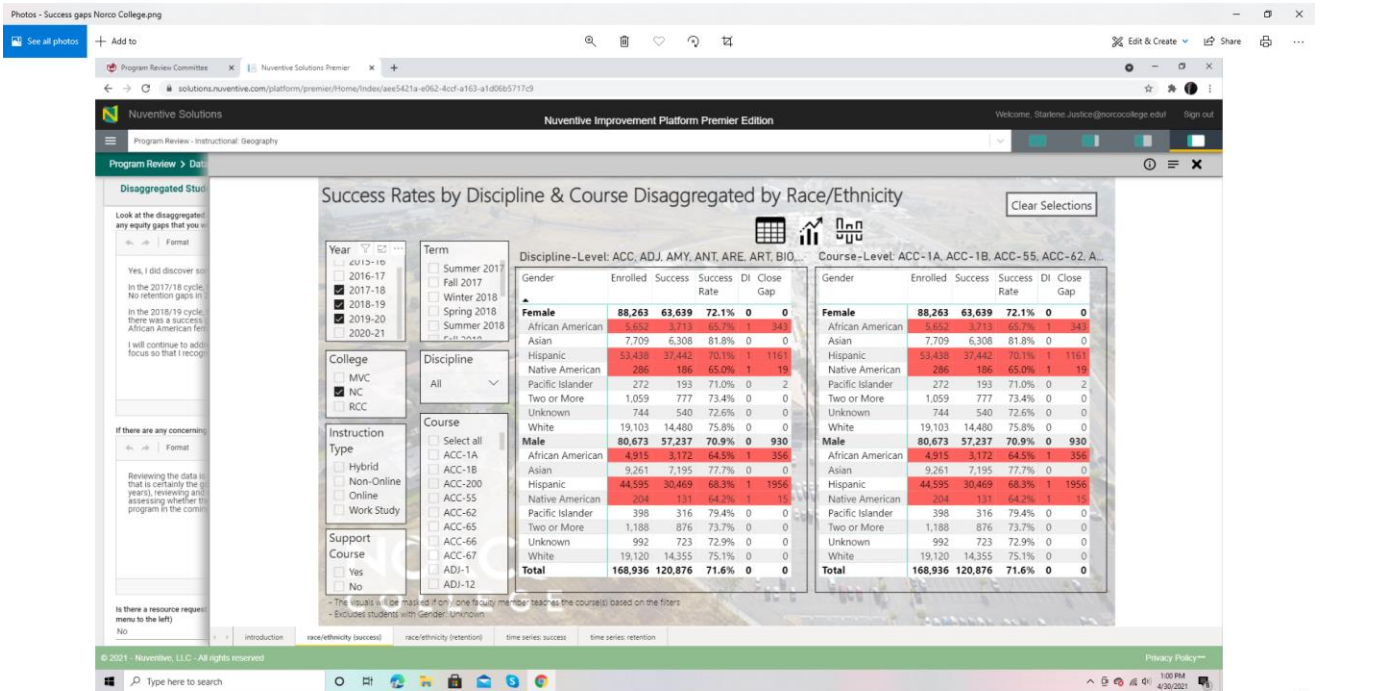 Photos - Success gaps Norco College.png
See all photos
Add to
Edit & Create
Share
Program Review Committee
Nuventive Solutions Premier
solutions.nuventive.com/platform/premier/Home/Index/aee5421a-e062-4ccf-a163-a1d06b5717c9
Nuventive Solutions
Nuventive Improvement Platform Premier Edition
Welcome, Starlene.Justice@norcocollege.edu!
Sign out
Program Review - Instructional: Geography
Program Review > Data
Disaggregated Stud
Look at the disaggregated
any equity gaps that you
Format
Yes, I did discover
In the 2017/18 cycle,
No retention gaps in
In the 2018/19 cycle,
there was a success
African American fem
I will continue to
focus so that I
If there are any concerning
Format
Reviewing the data is
that is certainly the
years), reviewing and
assessing whether
program in the
Is there a resource request
menu to the left)
No
Success Rates by Discipline & Course Disaggregated by Race/Ethnicity
Clear Selections
Year
2015-16
2016-17
2017-18
2018-19
2019-20
2020-21
Term
Summer 2017
Fall 2017
Winter 2018
Spring 2018
Summer 2018
Fall 2018
College
MVC
NC
RCC
Discipline
All
Instruction
Type
Hybrid
Non-Online
Online
Work Study
Support
Course
Yes
No
Course
Select all
ACC-1A
ACC-1B
ACC-200
ACC-55
ACC-62
ACC-65
ACC-66
ACC-67
ADJ-1
ADJ-12
Discipline-Level: ACC, ADJ, AMY, ANT, ARE, ART, BIO,...
Gender Enrolled Success Success Rate DI Close Gap
Female 88,263 63,639 72.1% 0 0
African American 5,652 3,713 65.7% 1 343
Asian 7,709 6,308 81.8% 0 0
Hispanic 53,438 37,442 70.1% 1 1161
Native American 286 186 65.0% 1 19
Pacific Islander 272 193 71.0% 0 2
Two or More 1,059 777 73.4% 0 0
Unknown 744 540 72.6% 0 0
White 19,103 14,480 75.8% 0 0
Male 80,673 57,237 70.9% 0 930
African American 4,915 3,172 64.5% 1 356
Asian 9,261 7,195 77.7% 0 0
Hispanic 44,595 30,469 68.3% 1 1956
Native American 204 131 64.2% 1 15
Pacific Islander 398 316 79.4% 0 0
Two or More 1,188 876 73.7% 0 0
Unknown 992 723 72.9% 0 0
White 19,120 14,355 75.1% 0 0
Total 168,936 120,876 71.6% 0 0
Course-Level: ACC-1A, ACC-1B, ACC-55, ACC-62, A...
Gender Enrolled Success Success Rate DI Close Gap
Female 88,263 63,639 72.1% 0 0
African American 5,652 3,713 65.7% 1 343
Asian 7,709 6,308 81.8% 0 0
Hispanic 53,438 37,442 70.1% 1 1161
Native American 286 186 65.0% 1 19
Pacific Islander 272 193 71.0% 0 2
Two or More 1,059 777 73.4% 0 0
Unknown 744 540 72.6% 0 0
White 19,103 14,480 75.8% 0 0
Male 80,673 57,237 70.9% 0 930
African American 4,915 3,172 64.5% 1 356
Asian 9,261 7,195 77.7% 0 0
Hispanic 44,595 30,469 68.3% 1 1956
Native American 204 131 64.2% 1 15
Pacific Islander 398 316 79.4% 0 0
Two or More 1,188 876 73.7% 0 0
Unknown 992 723 72.9% 0 0
White 19,120 14,355 75.1% 0 0
Total 168,936 120,876 71.6% 0 0
NORCO
COLLEGE
- The visuals will be masked if only one faculty member teaches the course(s) based on the filters
- Excludes students with Gender: Unknown
introduction
race/ethnicity (success)
race/ethnicity (retention)
time series: success
time series: retention
© 2021 - Nuventive, LLC - All rights reserved
Privacy Policy
Type here to search
1:00 PM
4/30/2021